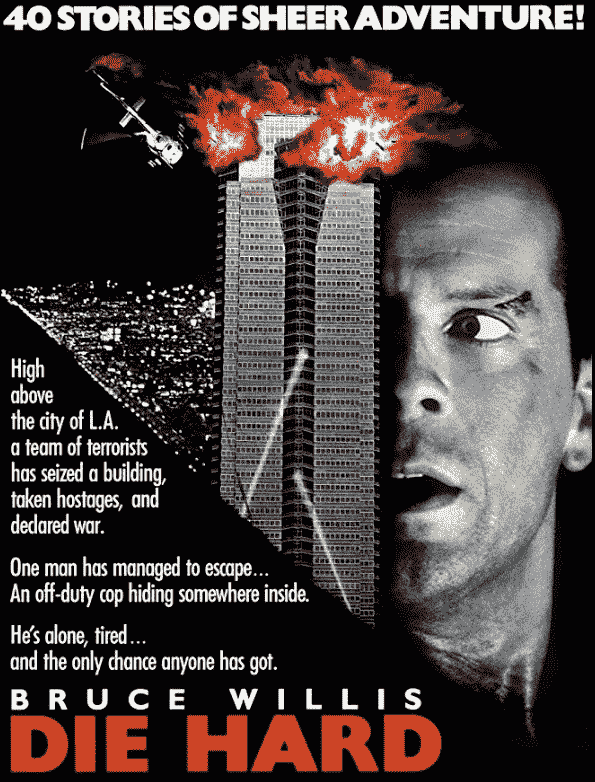 40 STORIES OF SHEER ADVENTURE!
High
above
the city of L.A.
a team of terrorists
has seized a building,
taken hostages, and
declared war.
One man has managed to escape...
An off-duty cop hiding somewhere inside.
He's alone, tired...
and the only chance anyone has got.
BRUCE WILLIS
DIE HARD